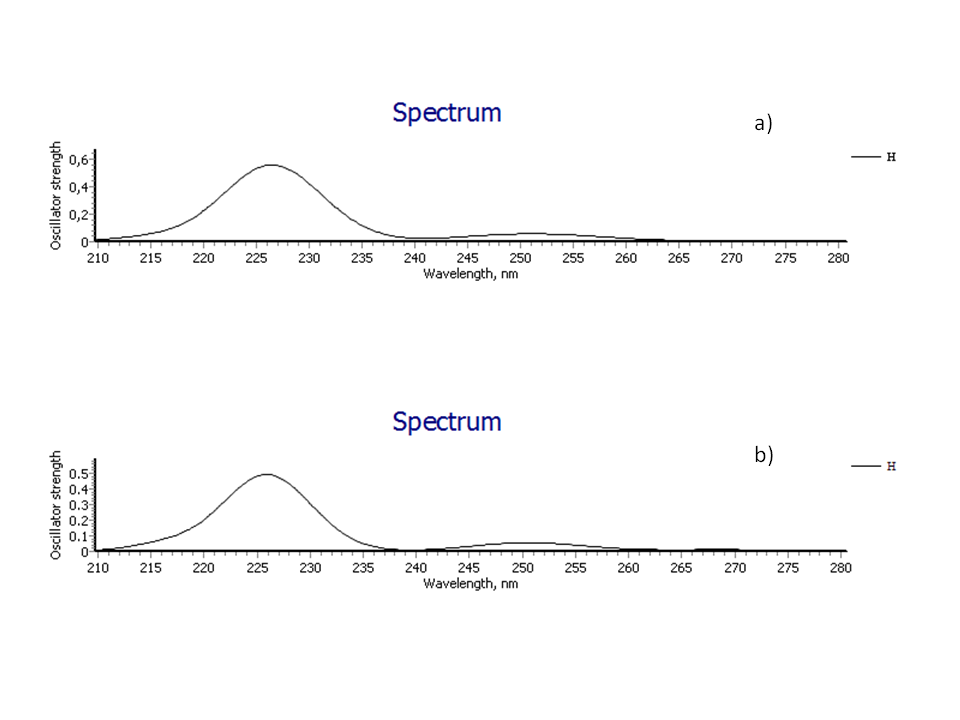 Spectrum
a)
H
Oscillator strength
0,6
0,4
0,2
0
210 215 220 225 230 235 240 245 250 255 260 265 270 275 280
Wavelength, nm
Spectrum
b)
H
Oscillator strength
0.5
0.4
0.3
0.2
0.1
0
210 215 220 225 230 235 240 245 250 255 260 265 270 275 280
Wavelength, nm